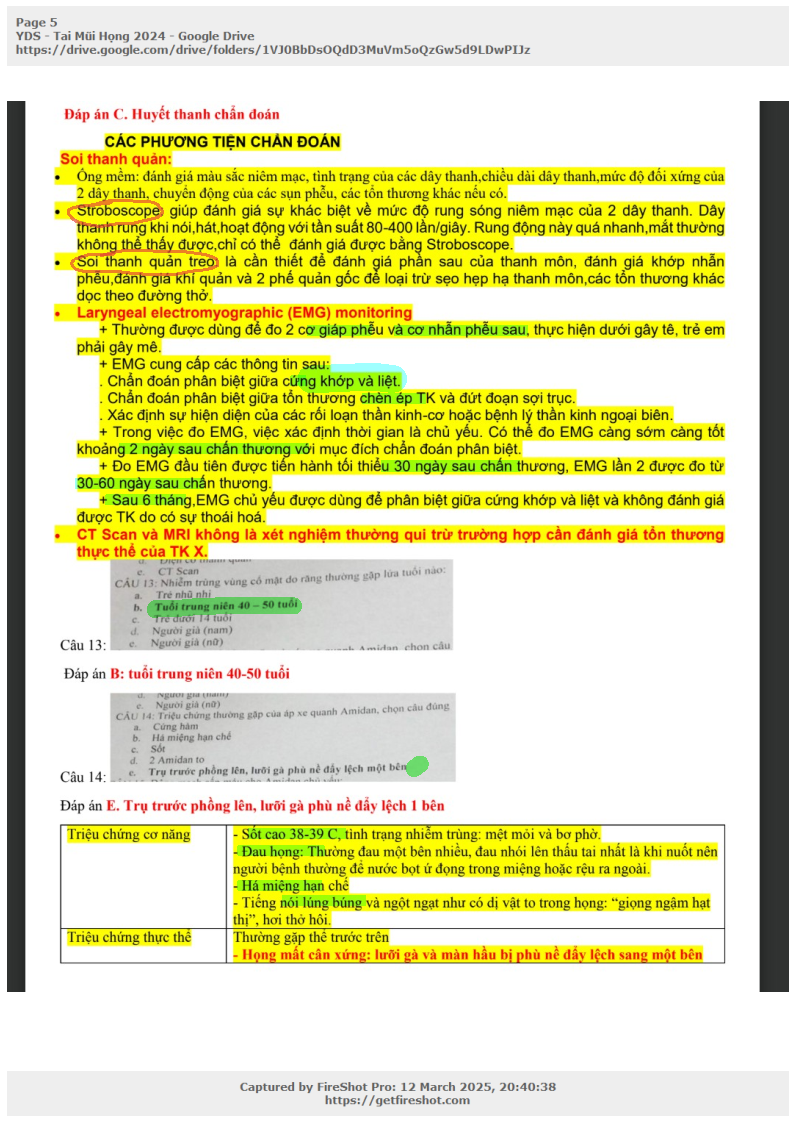 Page 5
YDS - Tai Mũi Họng 2024 - Google Drive
https://drive.google.com/drive/folders/1VJ0BbDsOQdD3MuVm5oQzGw5d9LDwPIJz
Đáp án C. Huyết thanh chẩn đoán
CÁC PHƯƠNG TIỆN CHẨN ĐOÁN
Soi thanh quản:
• Ống mềm: đánh giá màu sắc niêm mạc, tình trạng của các dây thanh,chiều dài dây thanh,mức độ đối xứng của
2 dây thanh, chuyển động của các sụn phễu, các tổn thương khác nếu có.
• Stroboscope: giúp đánh giá sự khác biệt về mức độ rung sóng niêm mạc của 2 dây thanh. Dây
thanh rung khi nói,hát,hoạt động với tần suất 80-400 lần/giây. Rung động này quá nhanh,mắt thường
không thể thấy được,chỉ có thể đánh giá được bằng Stroboscope.
• Soi thanh quản treo: là cần thiết để đánh giá phần sau của thanh môn, đánh giá khớp nhẫn
phễu,đánh giá khí quản và 2 phế quản gốc để loại trừ sẹo hẹp hạ thanh môn,các tổn thương khác
dọc theo đường thở.
• Laryngeal electromyographic (EMG) monitoring
+ Thường được dùng để đo 2 cơ giáp phễu và cơ nhẫn phễu sau, thực hiện dưới gây tê, trẻ em
phải gây mê.
+ EMG cung cấp các thông tin sau:
. Chẩn đoán phân biệt giữa cứng khớp và liệt.
. Chẩn đoán phân biệt giữa tổn thương chèn ép TK và đứt đoạn sợi trục.
. Xác định sự hiện diện của các rối loạn thần kinh-cơ hoặc bệnh lý thần kinh ngoại biên.
+ Trong việc đo EMG, việc xác định thời gian là chủ yếu. Có thể đo EMG càng sớm càng tốt
khoảng 2 ngày sau chấn thương với mục đích chẩn đoán phân biệt.
+ Đo EMG đầu tiên được tiến hành tối thiểu 30 ngày sau chấn thương, EMG lần 2 được đo từ
30-60 ngày sau chấn thương.
+ Sau 6 tháng,EMG chủ yếu được dùng để phân biệt giữa cứng khớp và liệt và không đánh giá
được TK do có sự thoái hoá.
• CT Scan và MRI không là xét nghiệm thường qui trừ trường hợp cần đánh giá tổn thương
thực thể của TK X.
e. CT Scan
CÂU 13: Nhiễm trùng vùng cổ mặt do răng thường gặp lứa tuổi nào:
a. Trẻ nhũ nhi
b. Tuổi trung niên 40 – 50 tuổi
c. Trẻ dưới 14 tuổi
d. Người già (nam)
e. Người già (nữ)
Câu 13:
Đáp án B: tuổi trung niên 40-50 tuổi
d. Người già (nam)
e. Người già (nữ)
CÂU 14: Triệu chứng thường gặp của áp xe quanh Amidan, chọn câu đúng
a. Cứng hàm
b. Há miệng hạn chế
c. Sốt
d. 2 Amidan to
e. Trụ trước phồng lên, lưỡi gà phù nề đẩy lệch một bên
Câu 14:
Đáp án E. Trụ trước phồng lên, lưỡi gà phù nề đẩy lệch 1 bên
Triệu chứng cơ năng
- Sốt cao 38-39 C, tình trạng nhiễm trùng: mệt mỏi và bơ phờ.
- Đau họng: Thường đau một bên nhiều, đau nhói lên thấu tai nhất là khi nuốt nên
người bệnh thường để nước bọt ứ đọng trong miệng hoặc rệu ra ngoài.
- Há miệng hạn chế
- Tiếng nói lúng búng và ngột ngạt như có dị vật to trong họng: “giọng ngậm hạt
thị”, hơi thở hôi.
Triệu chứng thực thể
Thường gặp thể trước trên
- Họng mất cân xứng: lưỡi gà và màn hầu bị phù nề đẩy lệch sang một bên
Captured by FireShot Pro: 12 March 2025, 20:40:38
https://getfireshot.com